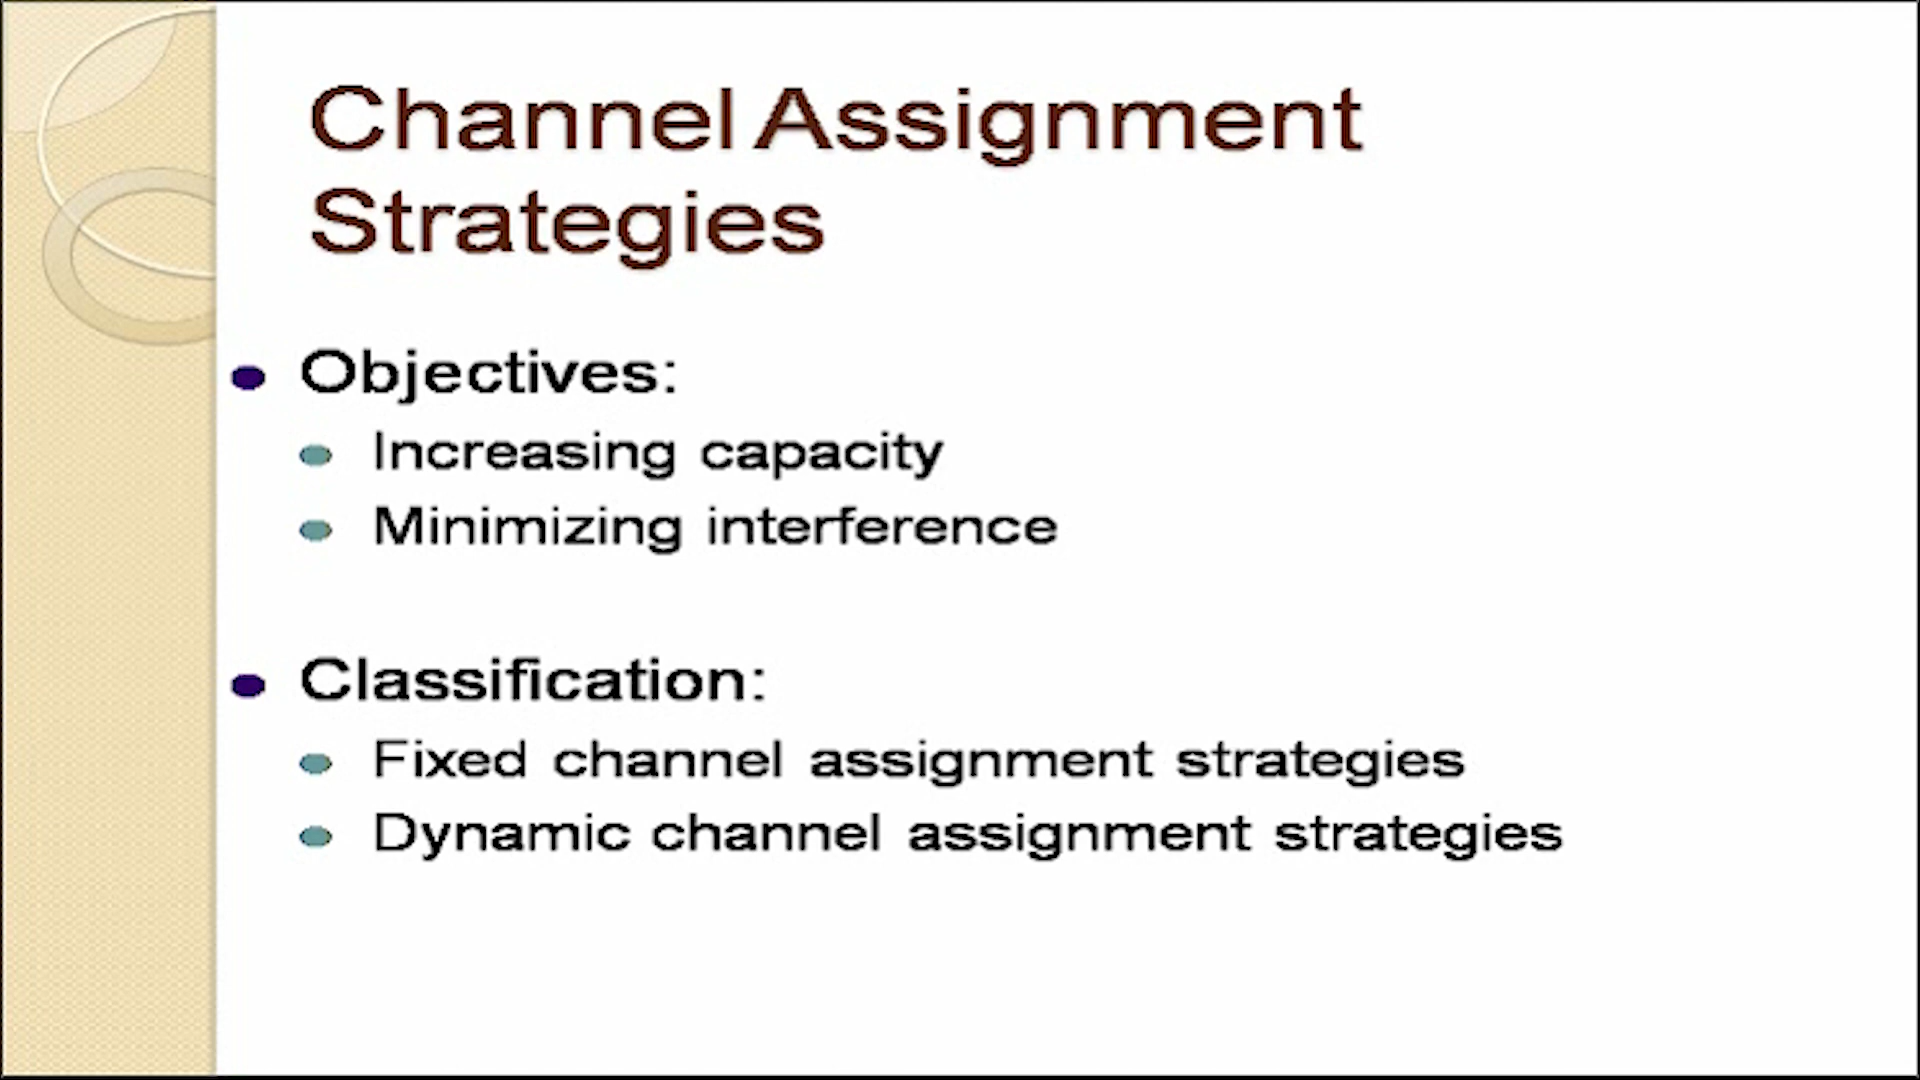 Channel Assignment
Strategies
Objectives:
Increasing capacity
Minimizing interference
Classification:
Fixed channel assignment strategies
Dynamic channel assignment strategies